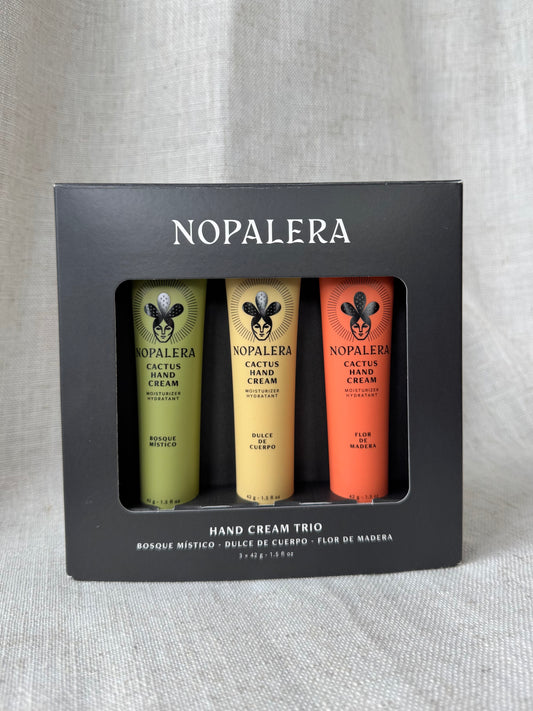 NOPALERA
NOPALERA
CACTUS
HAND
CREAM
MOISTURIZER
HYDRATANT
BOSQUE
MÍSTICO
42 g - 1.5 fl oz
NOPALERA
CACTUS
HAND
CREAM
MOISTURIZER
HYDRATANT
DULCE
DE
CUERPO
42 g - 1.5 fl oz
NOPALERA
CACTUS
HAND
CREAM
MOISTURIZER
HYDRATANT
FLOR
DE
MADERA
42 g - 1.5 fl oz
HAND CREAM TRIO
BOSQUE MÍSTICO - DULCE DE CUERPO - FLOR DE MADERA
3 x 42 g - 1.5 fl oz